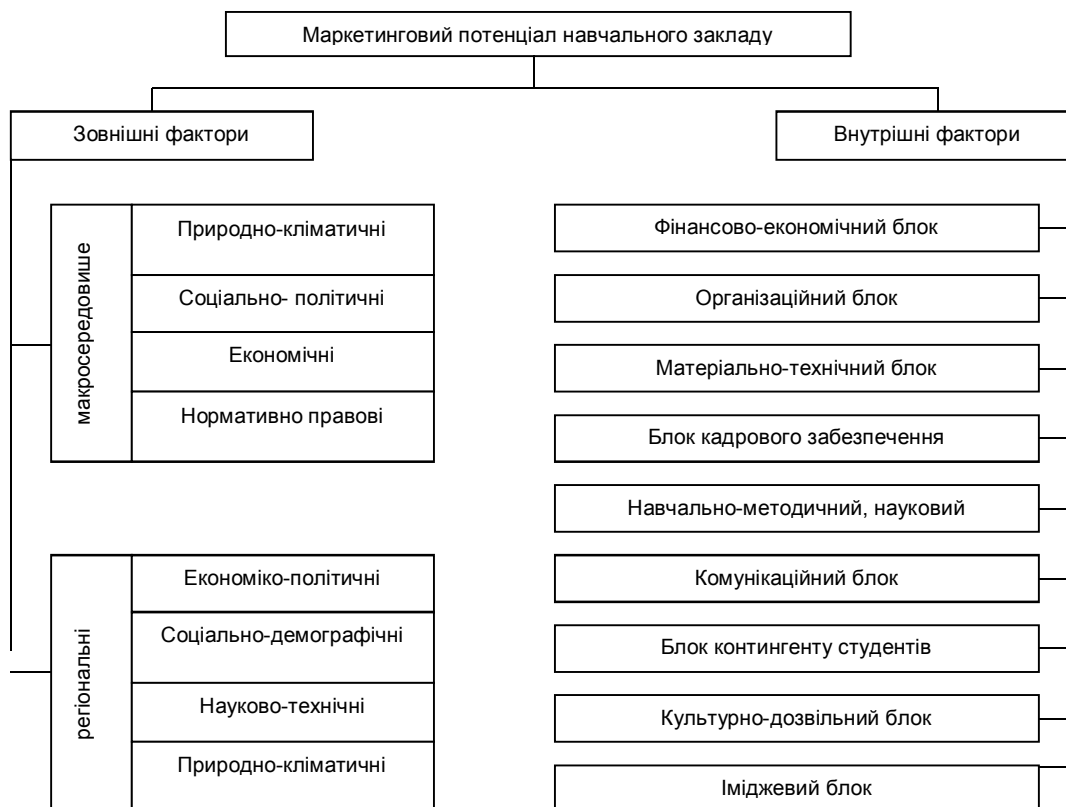 Маркетинговий потенціал навчального закладу
Зовнішні фактори
Внутрішні фактори
макросередовише
Природно-кліматичні
Соціально- політичні
Економічні
Нормативно правові
регіональні
Економіко-політичні
Соціально-демографічні
Науково-технічні
Природно-кліматичні
Фінансово-економічний блок
Організаційний блок
Матеріально-технічний блок
Блок кадрового забезпечення
Навчально-методичний, науковий
Комунікаційний блок
Блок контингенту студентів
Культурно-дозвільний блок
Іміджевий блок